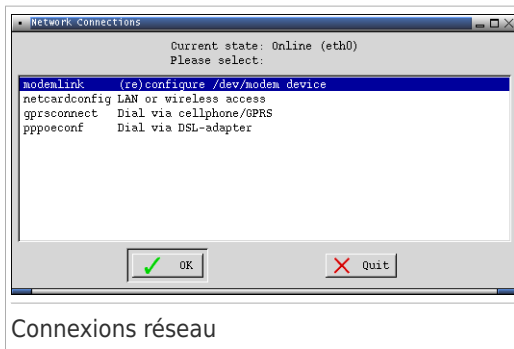 Network Connections
Current state: Online (eth0)
Please select:
modemlink (re)configure /dev/modem device
netcardconfig LAN or wireless access
gprsconnect Dial via cellphone/GPRS
pppoeconf Dial via DSL-adapter
OK Quit
Connexions réseau